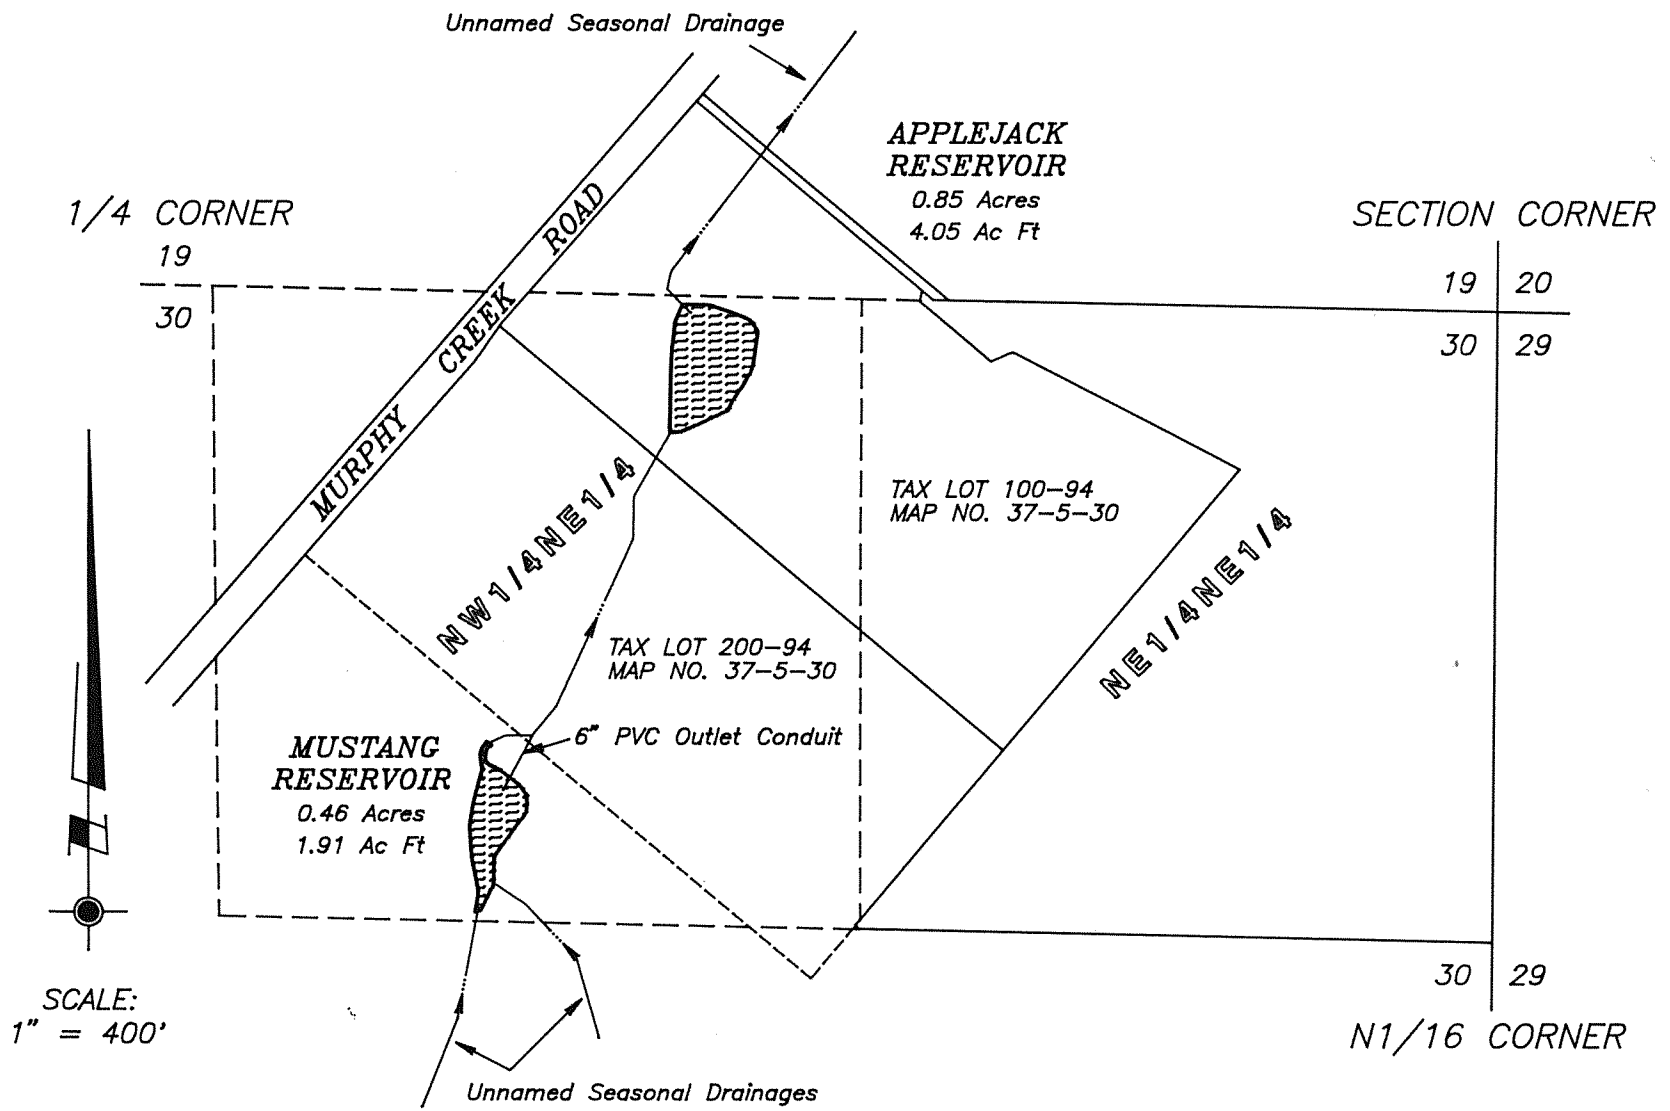 Unnamed Seasonal Drainage
APPLEJACK
RESERVOIR
0.85 Acres
4.05 Ac Ft
1/4 CORNER
19
30
SECTION CORNER
19 20
30 29
MURPHY CREEK ROAD
NW1/4NE1/4
TAX LOT 100-94
MAP NO. 37-5-30
NE1/4NE1/4
TAX LOT 200-94
MAP NO. 37-5-30
6" PVC Outlet Conduit
MUSTANG
RESERVOIR
0.46 Acres
1.91 Ac Ft
SCALE:
1" = 400'
30 29
N1/16 CORNER
Unnamed Seasonal Drainages